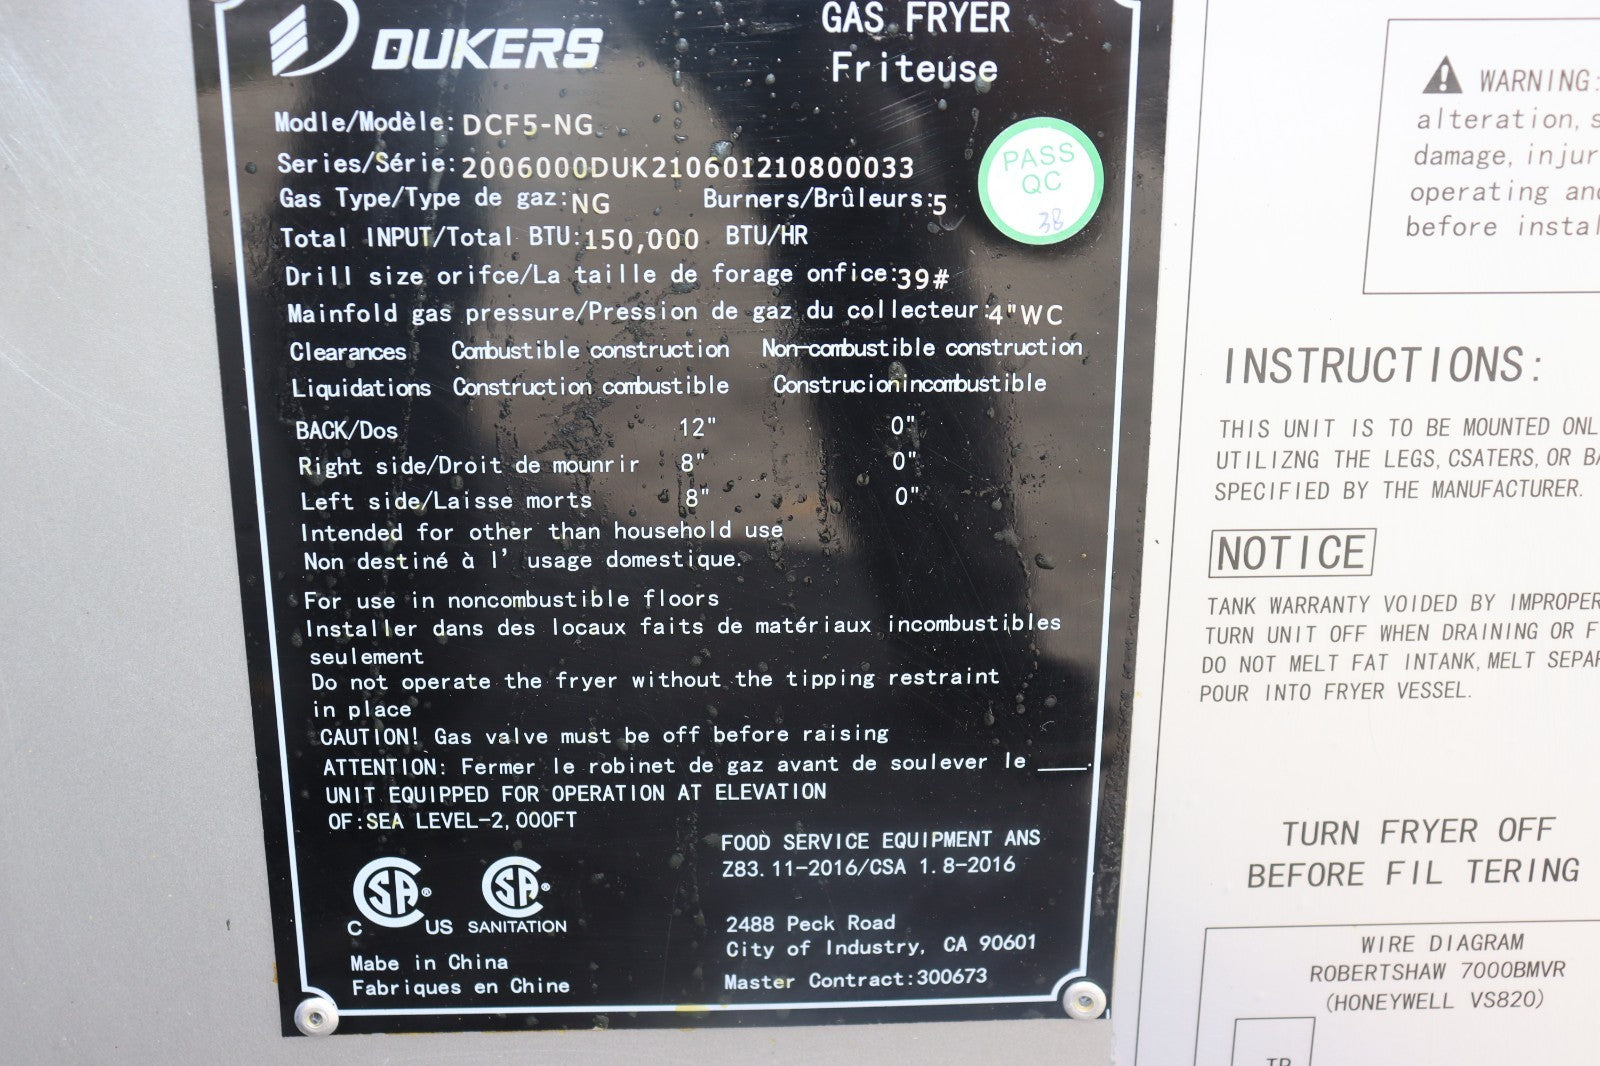 DUKERS
GAS FRYER
Friteuse
Modle/Modèle: DCF5-NG
Series/Série: 2006000DUK210601210800033
Gas Type/Type de gaz: NG Burners/Brûleurs: 5
Total INPUT/Total BTU: 150,000 BTU/HR
Drill size orifce/La taille de forage onfice: 39#
Mainfold gas pressure/Pression de gaz du collecteur: 4"WC
Clearances Combustible construction Non-combustible construction
Liquidations Construction combustible Construcionincombustible
BACK/Dos 12" 0"
Right side/Droit de mounrir 8" 0"
Left side/Laisse morts 8" 0"
Intended for other than household use
Non destiné à l' usage domestique.
For use in noncombustible floors
Installer dans des locaux faits de matériaux incombustibles
seulement
Do not operate the fryer without the tipping restraint
in place
CAUTION! Gas valve must be off before raising
ATTENTION: Fermer le robinet de gaz avant de soulever le ____.
UNIT EQUIPPED FOR OPERATION AT ELEVATION
OF:SEA LEVEL-2,000FT
FOOD SERVICE EQUIPMENT ANS
Z83.11-2016/CSA 1.8-2016
SA ® C US
SA ® SANITATION
2488 Peck Road
City of Industry, CA 90601
Master Contract:300673
Mabe in China
Fabriques en Chine
PASS
QC
38
WARNING:
alteration, s
damage, injur
operating and
before instal
INSTRUCTIONS:
THIS UNIT IS TO BE MOUNTED ONL
UTILIZNG THE LEGS, CSATERS, OR BA
SPECIFIED BY THE MANUFACTURER.
NOTICE
TANK WARRANTY VOIDED BY IMPROPER
TURN UNIT OFF WHEN DRAINING OR F
DO NOT MELT FAT INTANK, MELT SEPAR
POUR INTO FRYER VESSEL.
TURN FRYER OFF
BEFORE FIL TERING
WIRE DIAGRAM
ROBERTSHAW 7000BMVR
(HONEYWELL VS820)